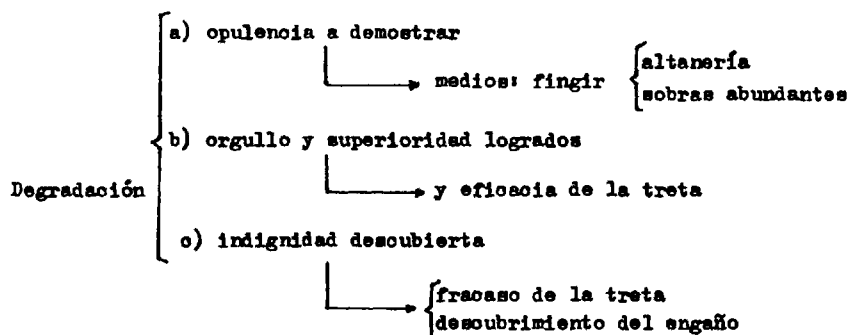 a) opulencia a demostrar
altanería
medios: fingir
sobras abundantes
b) orgullo y superioridad logrados
Degradación
y eficacia de la treta
c) indignidad descubierta
fracaso de la treta
descubrimiento del engaño